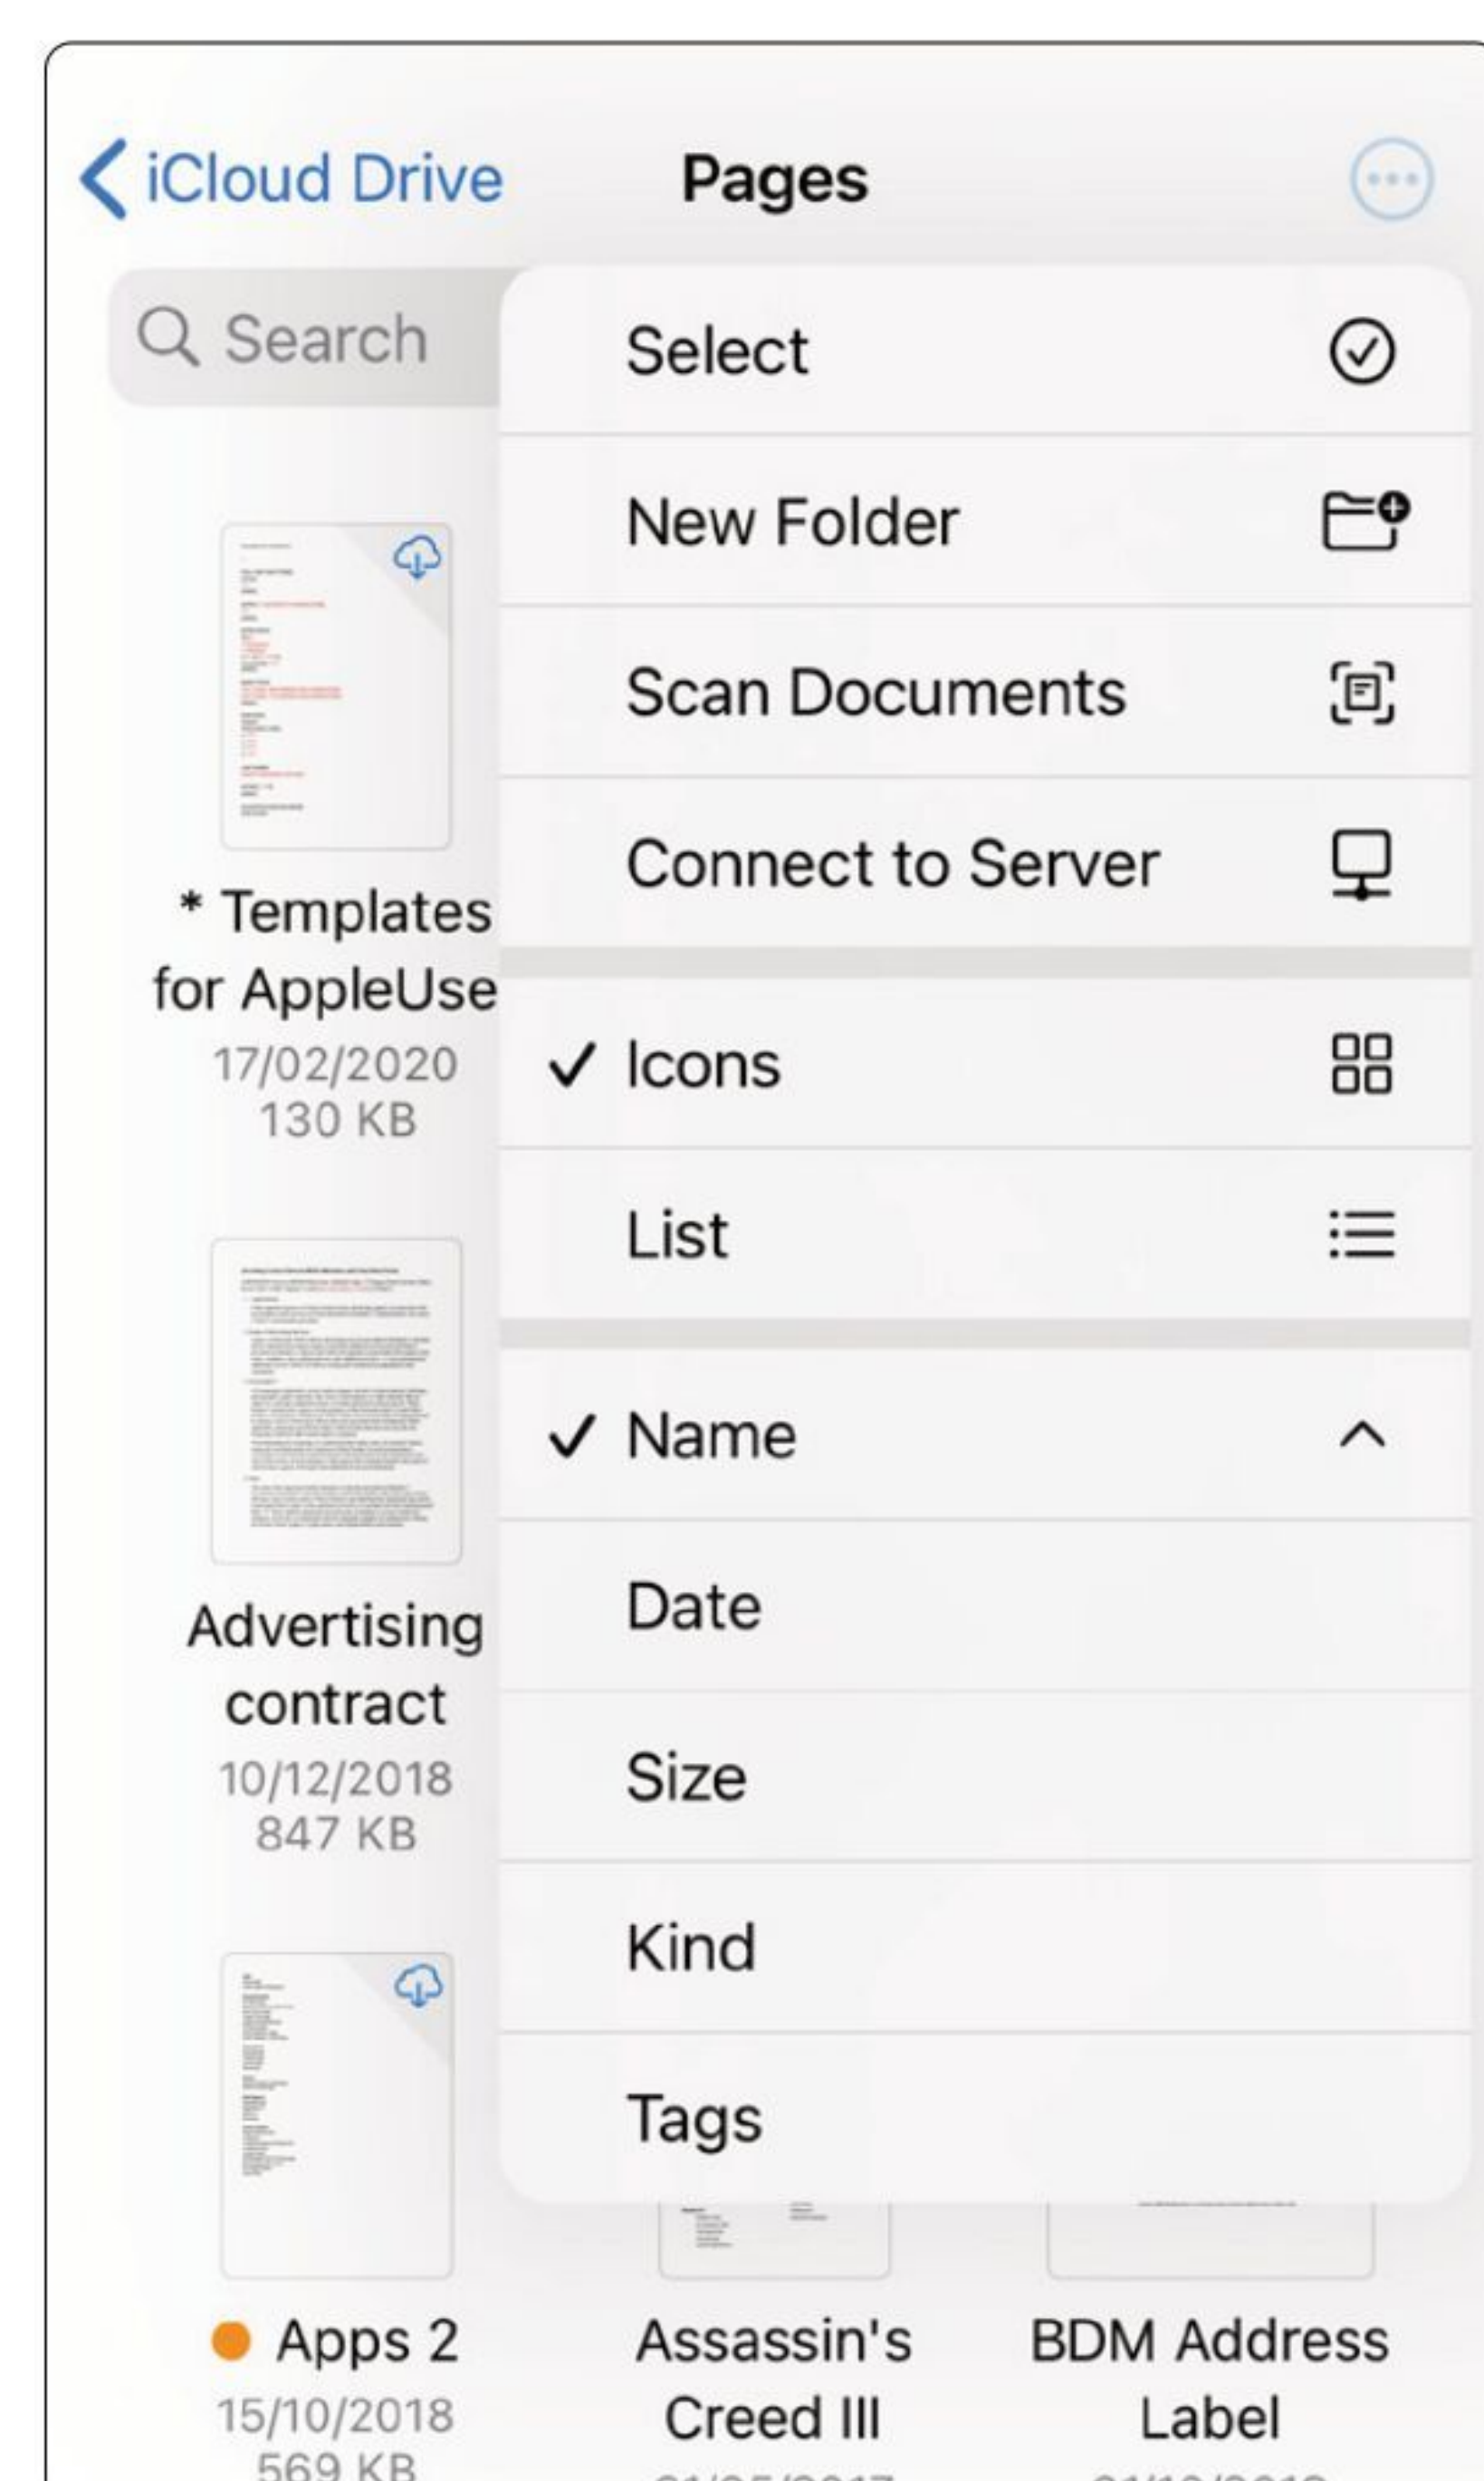 iCloud Drive
Pages
Search
Select
New Folder
Scan Documents
Connect to Server
Icons
List
Name
Date
Size
Kind
Tags
* Templates
for AppleUse
17/02/2020
130 KB
Advertising
contract
10/12/2018
847 KB
Apps 2
15/10/2018
569 KB
Assassin's
Creed III
BDM Address
Label